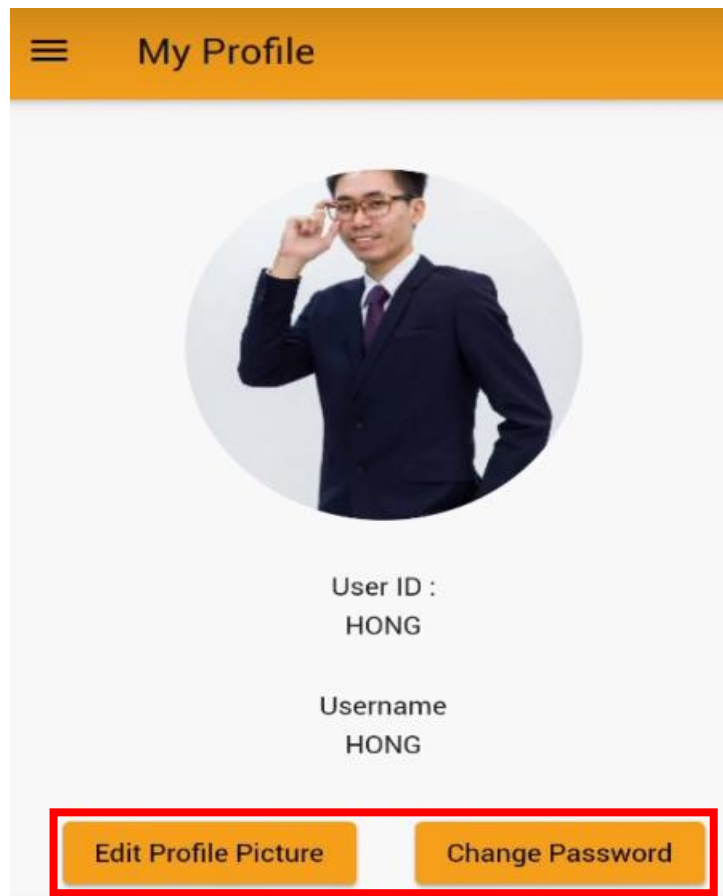 My Profile
User ID :
HONG
Username
HONG
Edit Profile Picture
Change Password